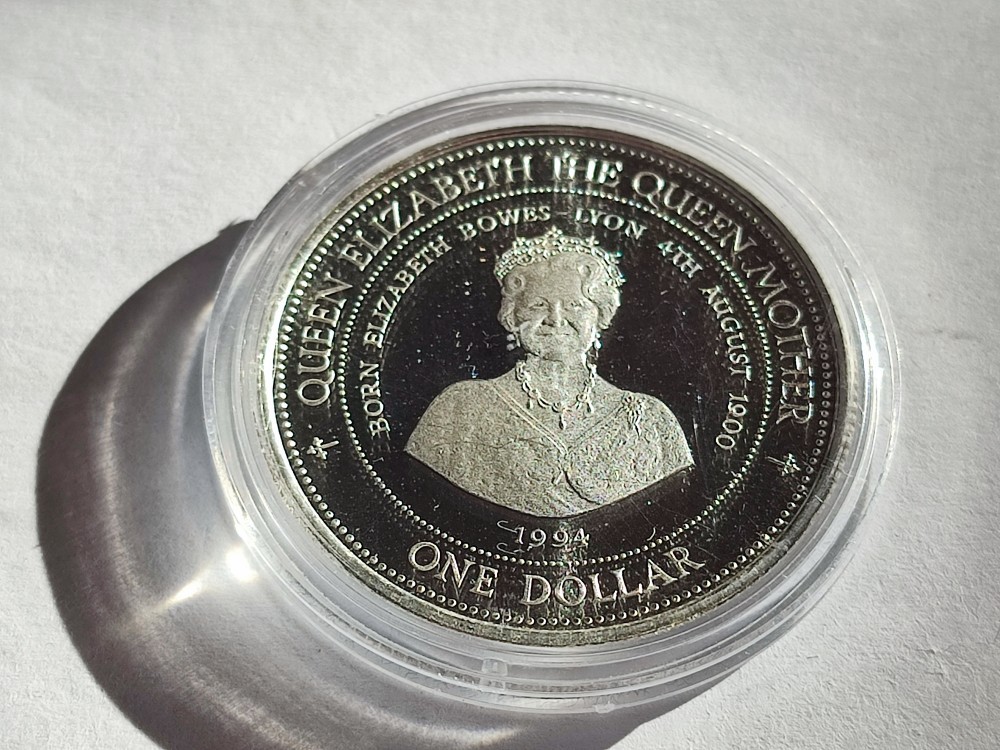 QUEEN ELIZABETH THE QUEEN MOTHER
BORN ELIZABETH BOWES-LYON 4TH AUGUST 1900
1994
ONE DOLLAR